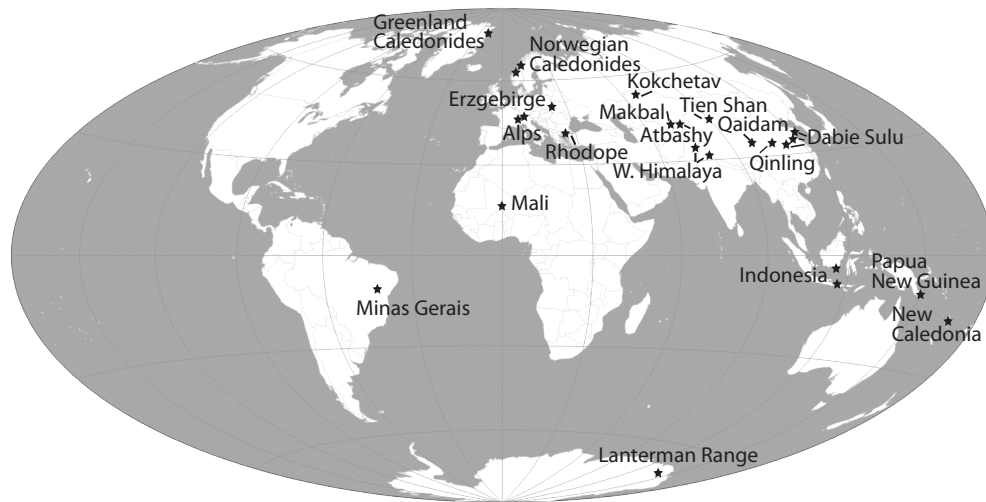 Greenland
Caledonides
Norwegian
Caledonides
Kokchetav
Erzgebirge
Makbal
Tien Shan
Qaidam
Alps
Atbashy
Dabie Sulu
Rhodope
Qinling
W. Himalaya
Mali
Indonesia
Papua
New Guinea
Minas Gerais
New
Caledonia
Lanterman Range